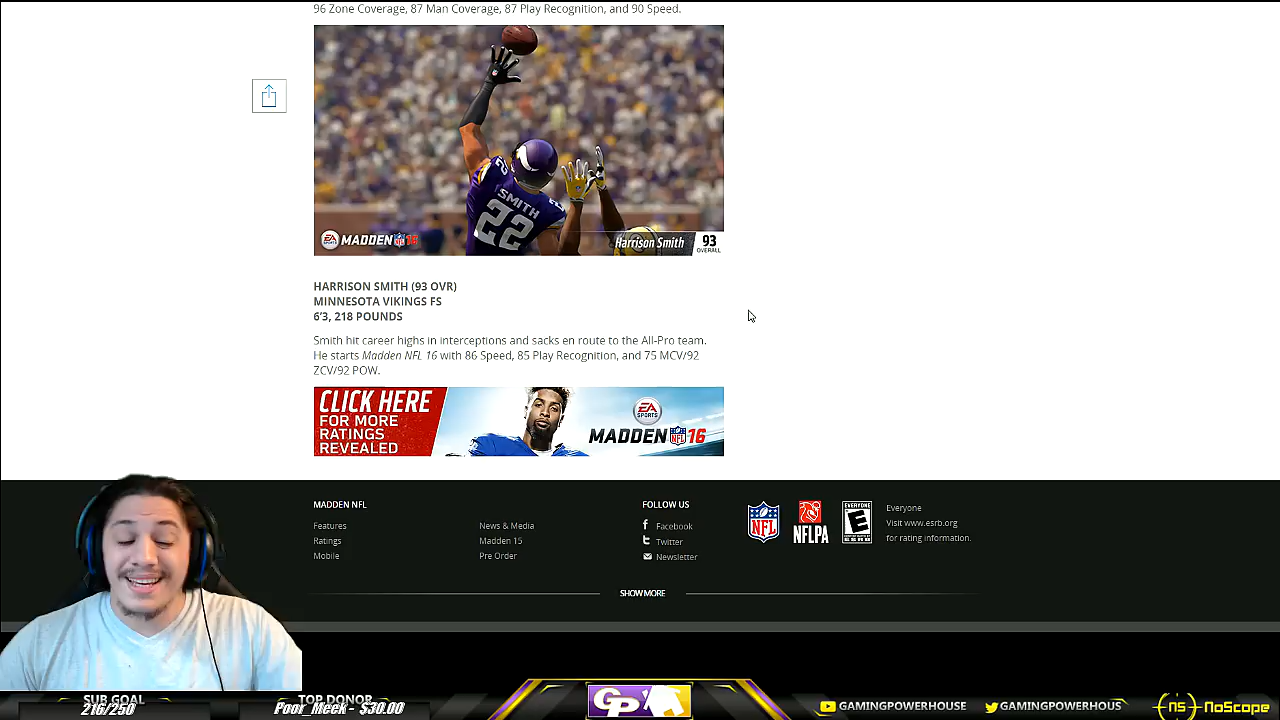 96 Zone Coverage, 87 Man Coverage, 87 Play Recognition, and 90 Speed.
SMITH
22
22
EA SPORTS MADDEN NFL 16
Harrison Smith
93
OVERALL
HARRISON SMITH (93 OVR)
MINNESOTA VIKINGS FS
6'3, 218 POUNDS
Smith hit career highs in interceptions and sacks en route to the All-Pro team.
He starts Madden NFL 16 with 86 Speed, 85 Play Recognition, and 75 MCV/92
ZCV/92 POW.
CLICK HERE
FOR MORE
RATINGS
REVEALED
EA
SPORTS
MADDEN NFL 16
MADDEN NFL
Features
Ratings
Mobile
News & Media
Madden 15
Pre Order
FOLLOW US
Facebook
Twitter
Newsletter
NFL
NFLPA
EVERYONE
E
Everyone
Visit www.esrb.org
for rating information.
SHOW MORE
SUB GOAL
216/250
TOP DONOR
Poor_Meek - $30.00
GP
GAMINGPOWERHOUSE
GAMINGPOWERHOUS
NS
NoScope